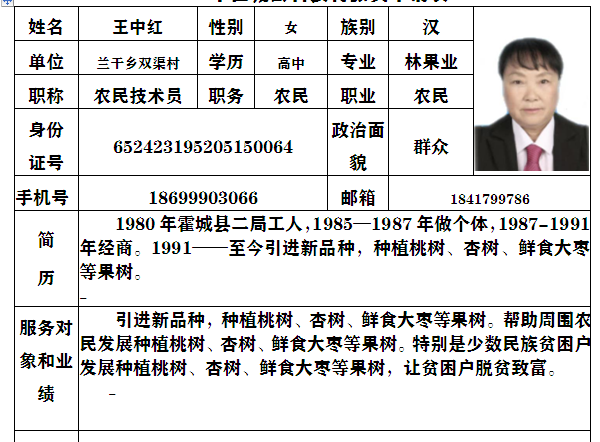 姓名 王中红 性别 女 族别 汉
单位 兰干乡双渠村 学历 高中 专业 林果业
职称 农民技术员 职务 农民 职业 农民
身份证号 652423195205150064 政治面貌 群众
手机号 18699903066 邮箱 1841799786
简历
1980年霍城县二局工人，1985—1987年做个体，1987-1991
年经商。1991——至今引进新品种，种植桃树、杏树、鲜食大枣
等果树。
服务对象和业绩
引进新品种，种植桃树、杏树、鲜食大枣等果树。帮助周围农
民发展种植桃树、杏树、鲜食大枣等果树。特别是少数民族贫困户
发展种植桃树、杏树、鲜食大枣等果树，让贫困户脱贫致富。